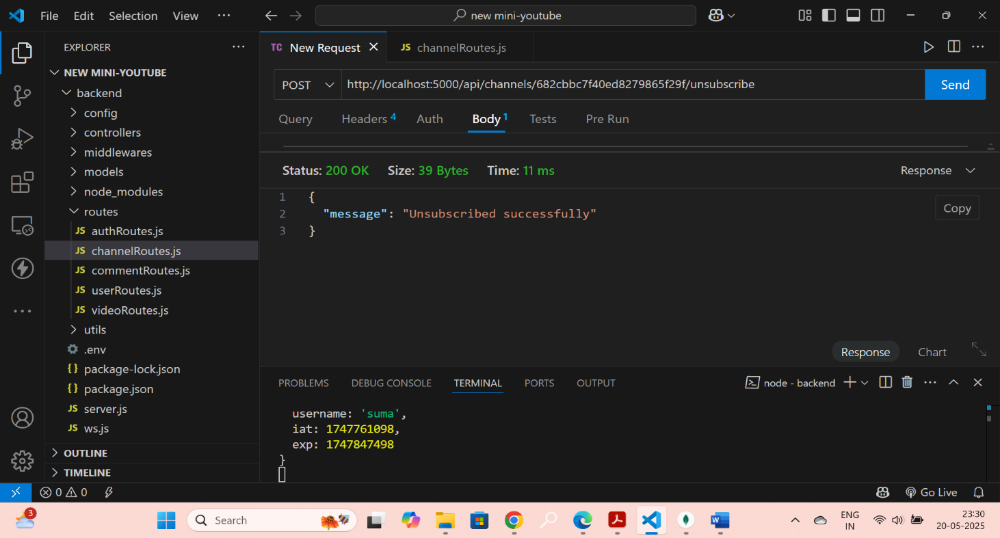 File Edit Selection View ··· new mini-youtube
EXPLORER ···
NEW MINI-YOUTUBE
backend
config
controllers
middlewares
models
node_modules
routes
JS authRoutes.js
JS channelRoutes.js
JS commentRoutes.js
JS userRoutes.js
JS videoRoutes.js
utils
.env
{} package-lock.json
{} package.json
JS server.js
JS ws.js
OUTLINE
TIMELINE
TC New Request JS channelRoutes.js
POST http://localhost:5000/api/channels/682cbbc7f40ed8279865f29f/unsubscribe Send
Query Headers 4 Auth Body 1 Tests Pre Run
Status: 200 OK Size: 39 Bytes Time: 11 ms Response
1 {
2 "message": "Unsubscribed successfully"
3 }
Copy
Response Chart
PROBLEMS DEBUG CONSOLE TERMINAL PORTS OUTPUT node - backend
username: 'suma',
iat: 1747761098,
exp: 1747847498
}
0 0 Go Live
3 Search ENG 23:30
IN 20-05-2025